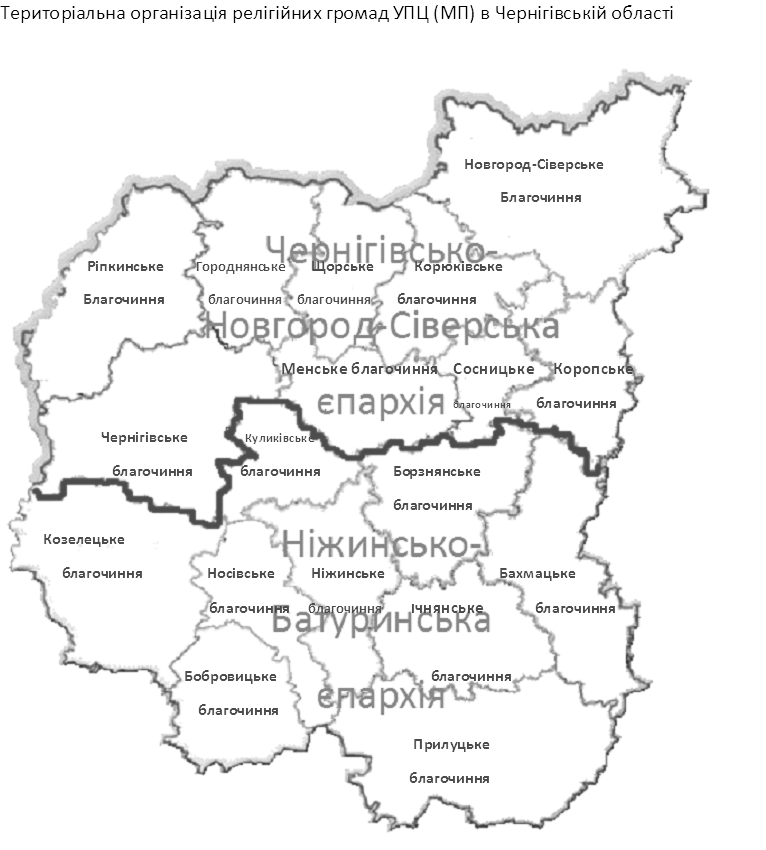 Територіальна організація релігійних громад УПЦ (МП) в Чернігівській області
Новгород-Сіверське
Благочиння
Чернігівсько-
Новгород-Сіверська
єпархія
Ріпкинське
Благочиння
Городнянське
благочиння
Щорське
благочиння
Корюківське
благочиння
Менське благочиння
Сосницьке
благочиння
Коропське
благочиння
Чернігівське
благочиння
Куликівське
благочиння
Борзнянське
благочиння
Ніжинсько-
Батуринська
єпархія
Козелецьке
благочиння
Носівське
благочиння
Ніжинське
благочиння
Ічнянське
благочиння
Бахмацьке
благочиння
Бобровицьке
благочиння
Прилуцьке
благочиння